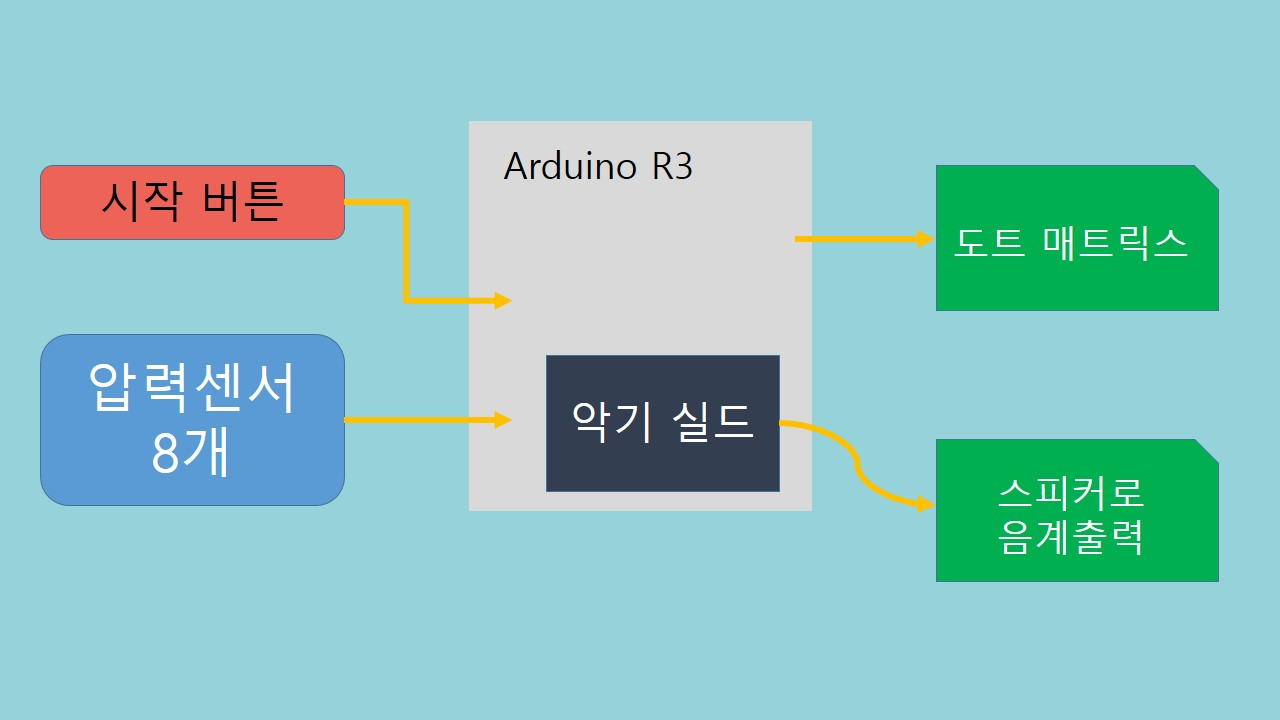 시작 버튼
압력센서
8개
Arduino R3
악기 실드
도트 매트릭스
스피커로
음계출력